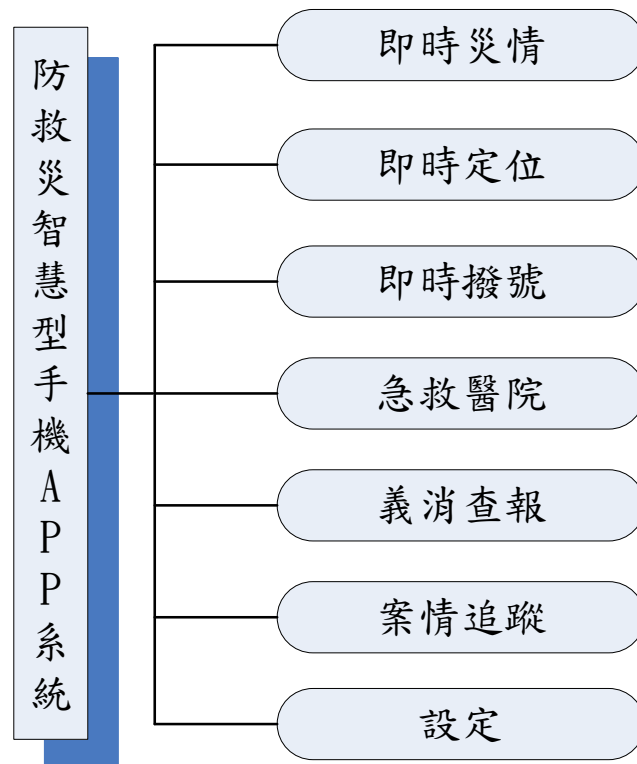 防救災智慧型手機APP系統
即時災情
即時定位
即時撥號
急救醫院
義消查報
案情追蹤
設定